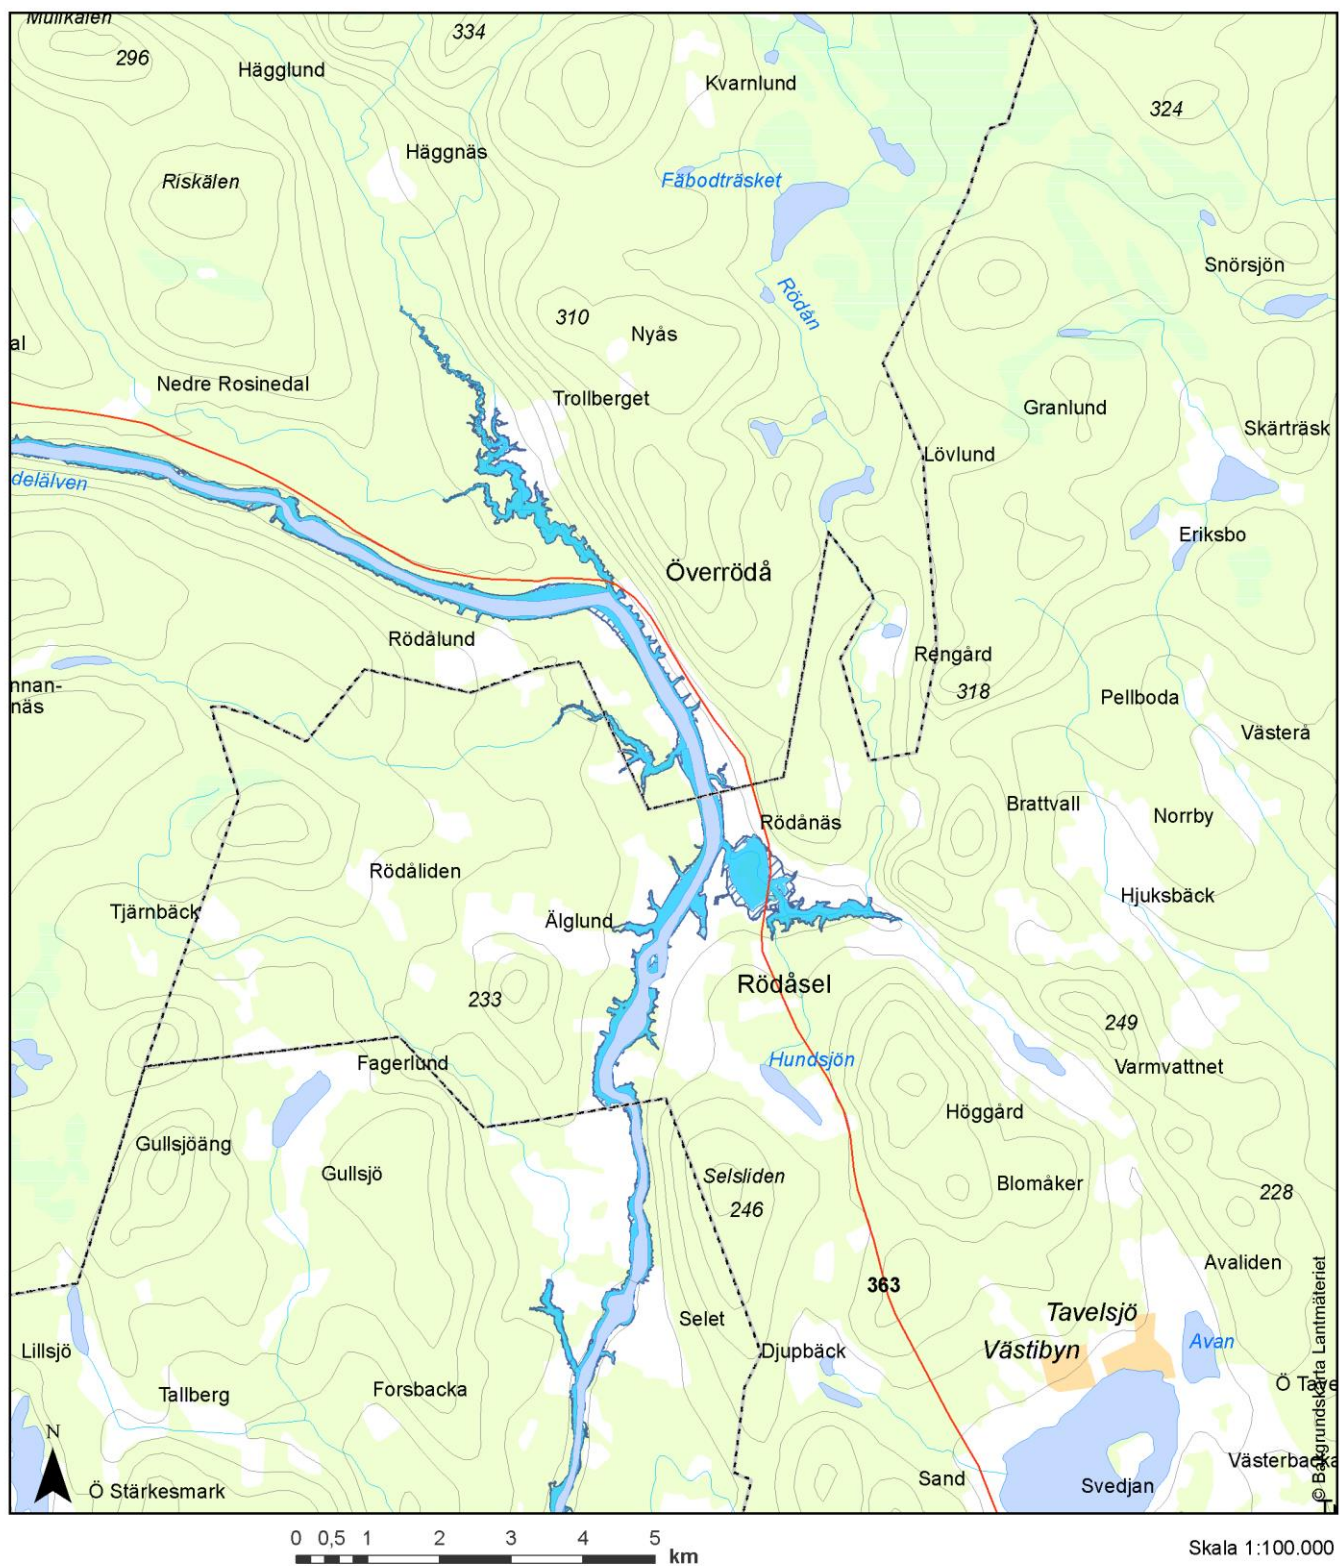 Mullkälen
334
296
Hägglund
Kvarnlund
324
Häggnäs
Riskälen
Fäbodträsket
Snörsjön
Rödån
310
Nyås
al
Nedre Rosinedal
Trollberget
Granlund
Skärträsk
Lövlund
delälven
Eriksbo
Överrödå
Rödålund
Rengård
nnan-
näs
318
Pellboda
Västerå
Brattvall
Norrby
Rödånäs
Rödåliden
Hjuksbäck
Tjärnbäck
Älglund
Rödåsel
233
249
Fagerlund
Hundsjön
Varmvattnet
Höggård
Gullsjöäng
Gullsjö
Selsliden
246
Blomåker
228
Avaliden
363
Tavelsjö
Selet
Lillsjö
Djupbäck
Västibyn
Avan
Tallberg
Forsbacka
Ö Tave
N
Västerbacka
Sand
Svedjan
Ö Stärkesmark
© Bakgrundskarta Lantmäteriet
0 0,5 1 2 3 4 5
km
Skala 1:100.000